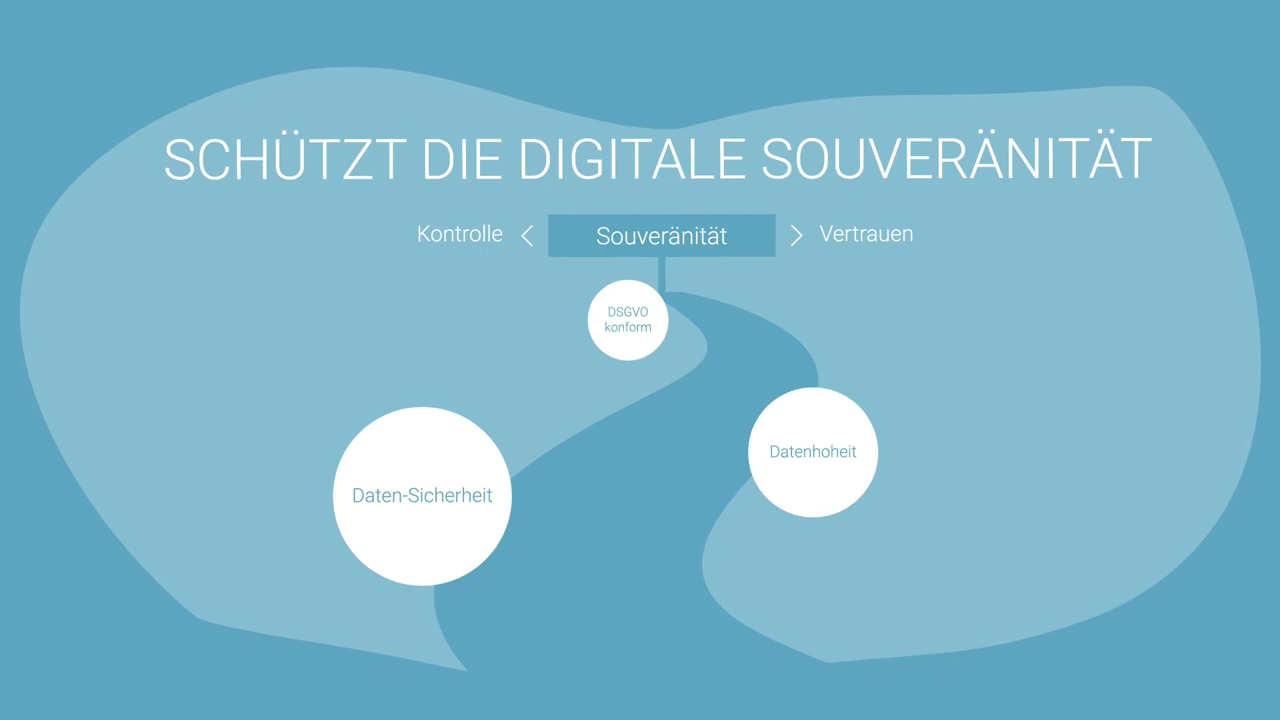 SCHÜTZT DIE DIGITALE SOUVERÄNITÄT
Kontrolle < Souveränität > Vertrauen
DSGVO
konform
Datenhoheit
Daten-Sicherheit